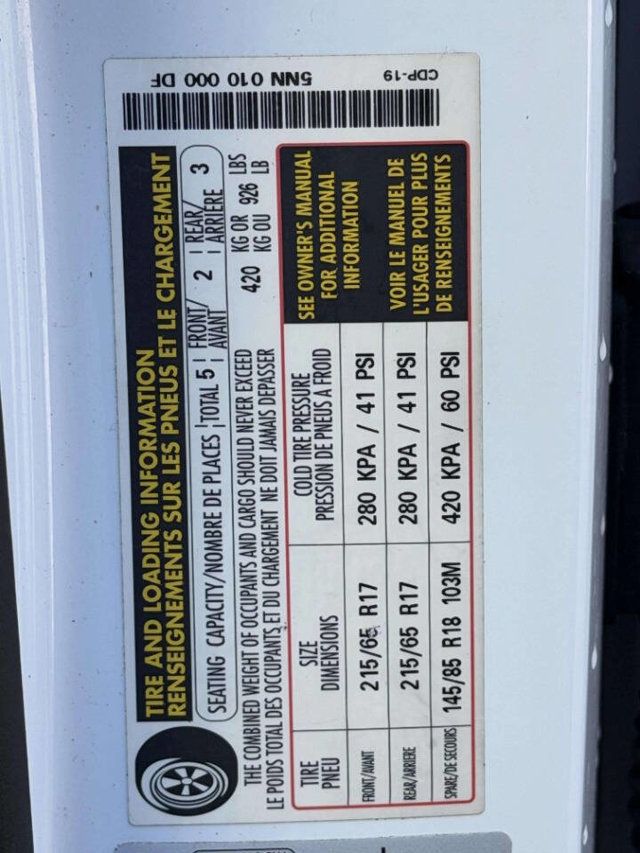 TIRE AND LOADING INFORMATION
RENSEIGNEMENTS SUR LES PNEUS ET LE CHARGEMENT
SEATING CAPACITY/NOMBRE DE PLACES TOTAL 5 FRONT/AVANT 2 REAR/ARRIÈRE 3
THE COMBINED WEIGHT OF OCCUPANTS AND CARGO SHOULD NEVER EXCEED 420 KG OR 926 LBS
LE POIDS TOTAL DES OCCUPANTS ET DU CHARGEMENT NE DOIT JAMAIS DEPASSER KG OU LB
TIRE PNEU SIZE DIMENSIONS COLD TIRE PRESSURE PRESSION DE PNEUS A FROID
FRONT/AVANT 215/65 R17 280 KPA / 41 PSI
REAR/ARRIERE 215/65 R17 280 KPA / 41 PSI
SPARE/DE SECOURS 145/85 R18 103M 420 KPA / 60 PSI
SEE OWNER'S MANUAL
FOR ADDITIONAL
INFORMATION
VOIR LE MANUEL DE
L'USAGER POUR PLUS
DE RENSEIGNEMENTS
5NN 010 000 DF
CDP-19